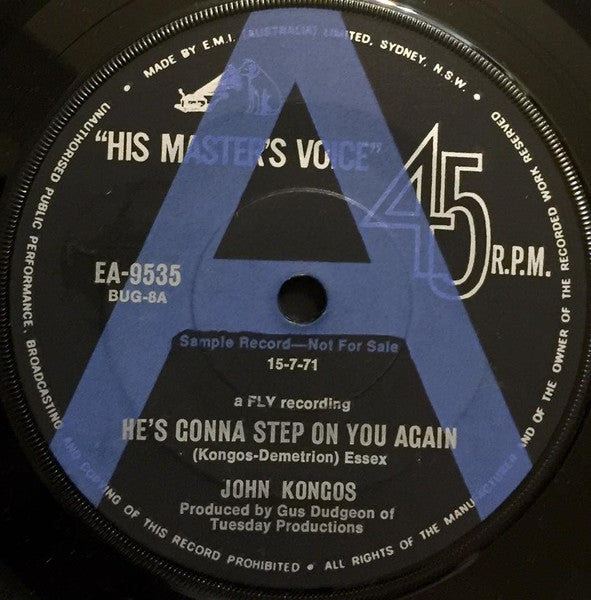 • MADE BY E.M.I. (AUSTRALIA) LIMITED, SYDNEY, N.S.W. •
"HIS MASTER'S VOICE"
45
R.P.M.
A
EA-9535
BUG-8A
Sample Record—Not For Sale
15-7-71
a FLY recording
HE'S GONNA STEP ON YOU AGAIN
(Kongos-Demetrion) Essex
JOHN KONGOS
Produced by Gus Dudgeon of
Tuesday Productions
UNAUTHORISED PUBLIC PERFORMANCE, BROADCASTING AND COPYING OF THIS RECORD PROHIBITED • ALL RIGHTS OF THE MANUFACTURER AND OF THE OWNER OF THE RECORDED WORK RESERVED